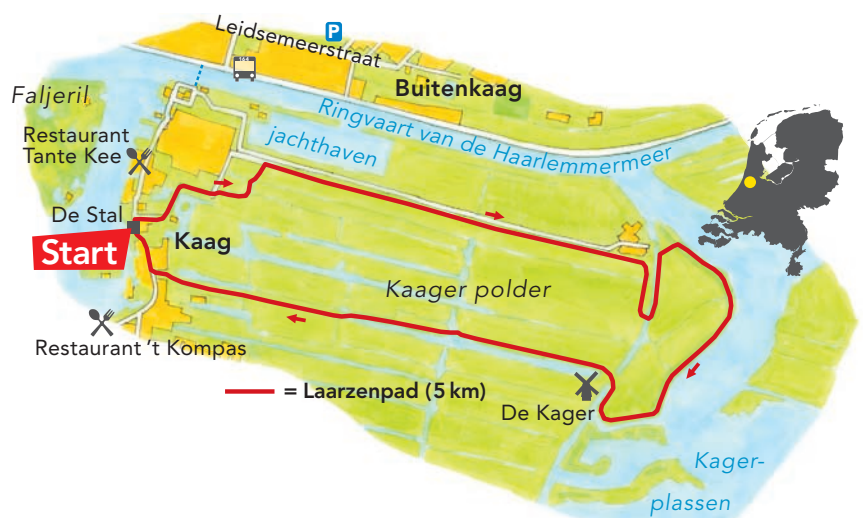 Leidsemeerstraat
P
164
Buitenkaag
Faljeril
Ringvaart van de Haarlemmermeer
jachthaven
Restaurant
Tante Kee
De Stal
Start
Kaag
Kaager polder
Restaurant 't Kompas
= Laarzenpad (5 km)
De Kager
Kager-
plassen